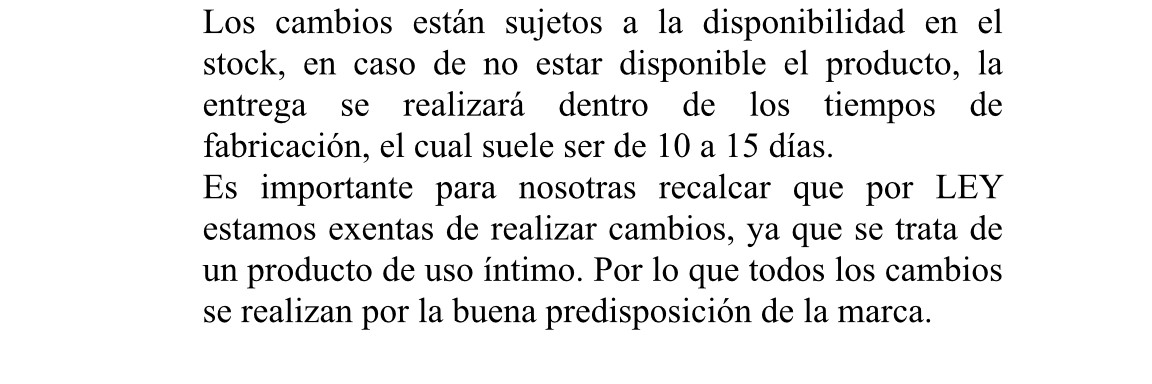 Los cambios están sujetos a la disponibilidad en el
stock, en caso de no estar disponible el producto, la
entrega se realizará dentro de los tiempos de
fabricación, el cual suele ser de 10 a 15 días.
Es importante para nosotras recalcar que por LEY
estamos exentas de realizar cambios, ya que se trata de
un producto de uso íntimo. Por lo que todos los cambios
se realizan por la buena predisposición de la marca.